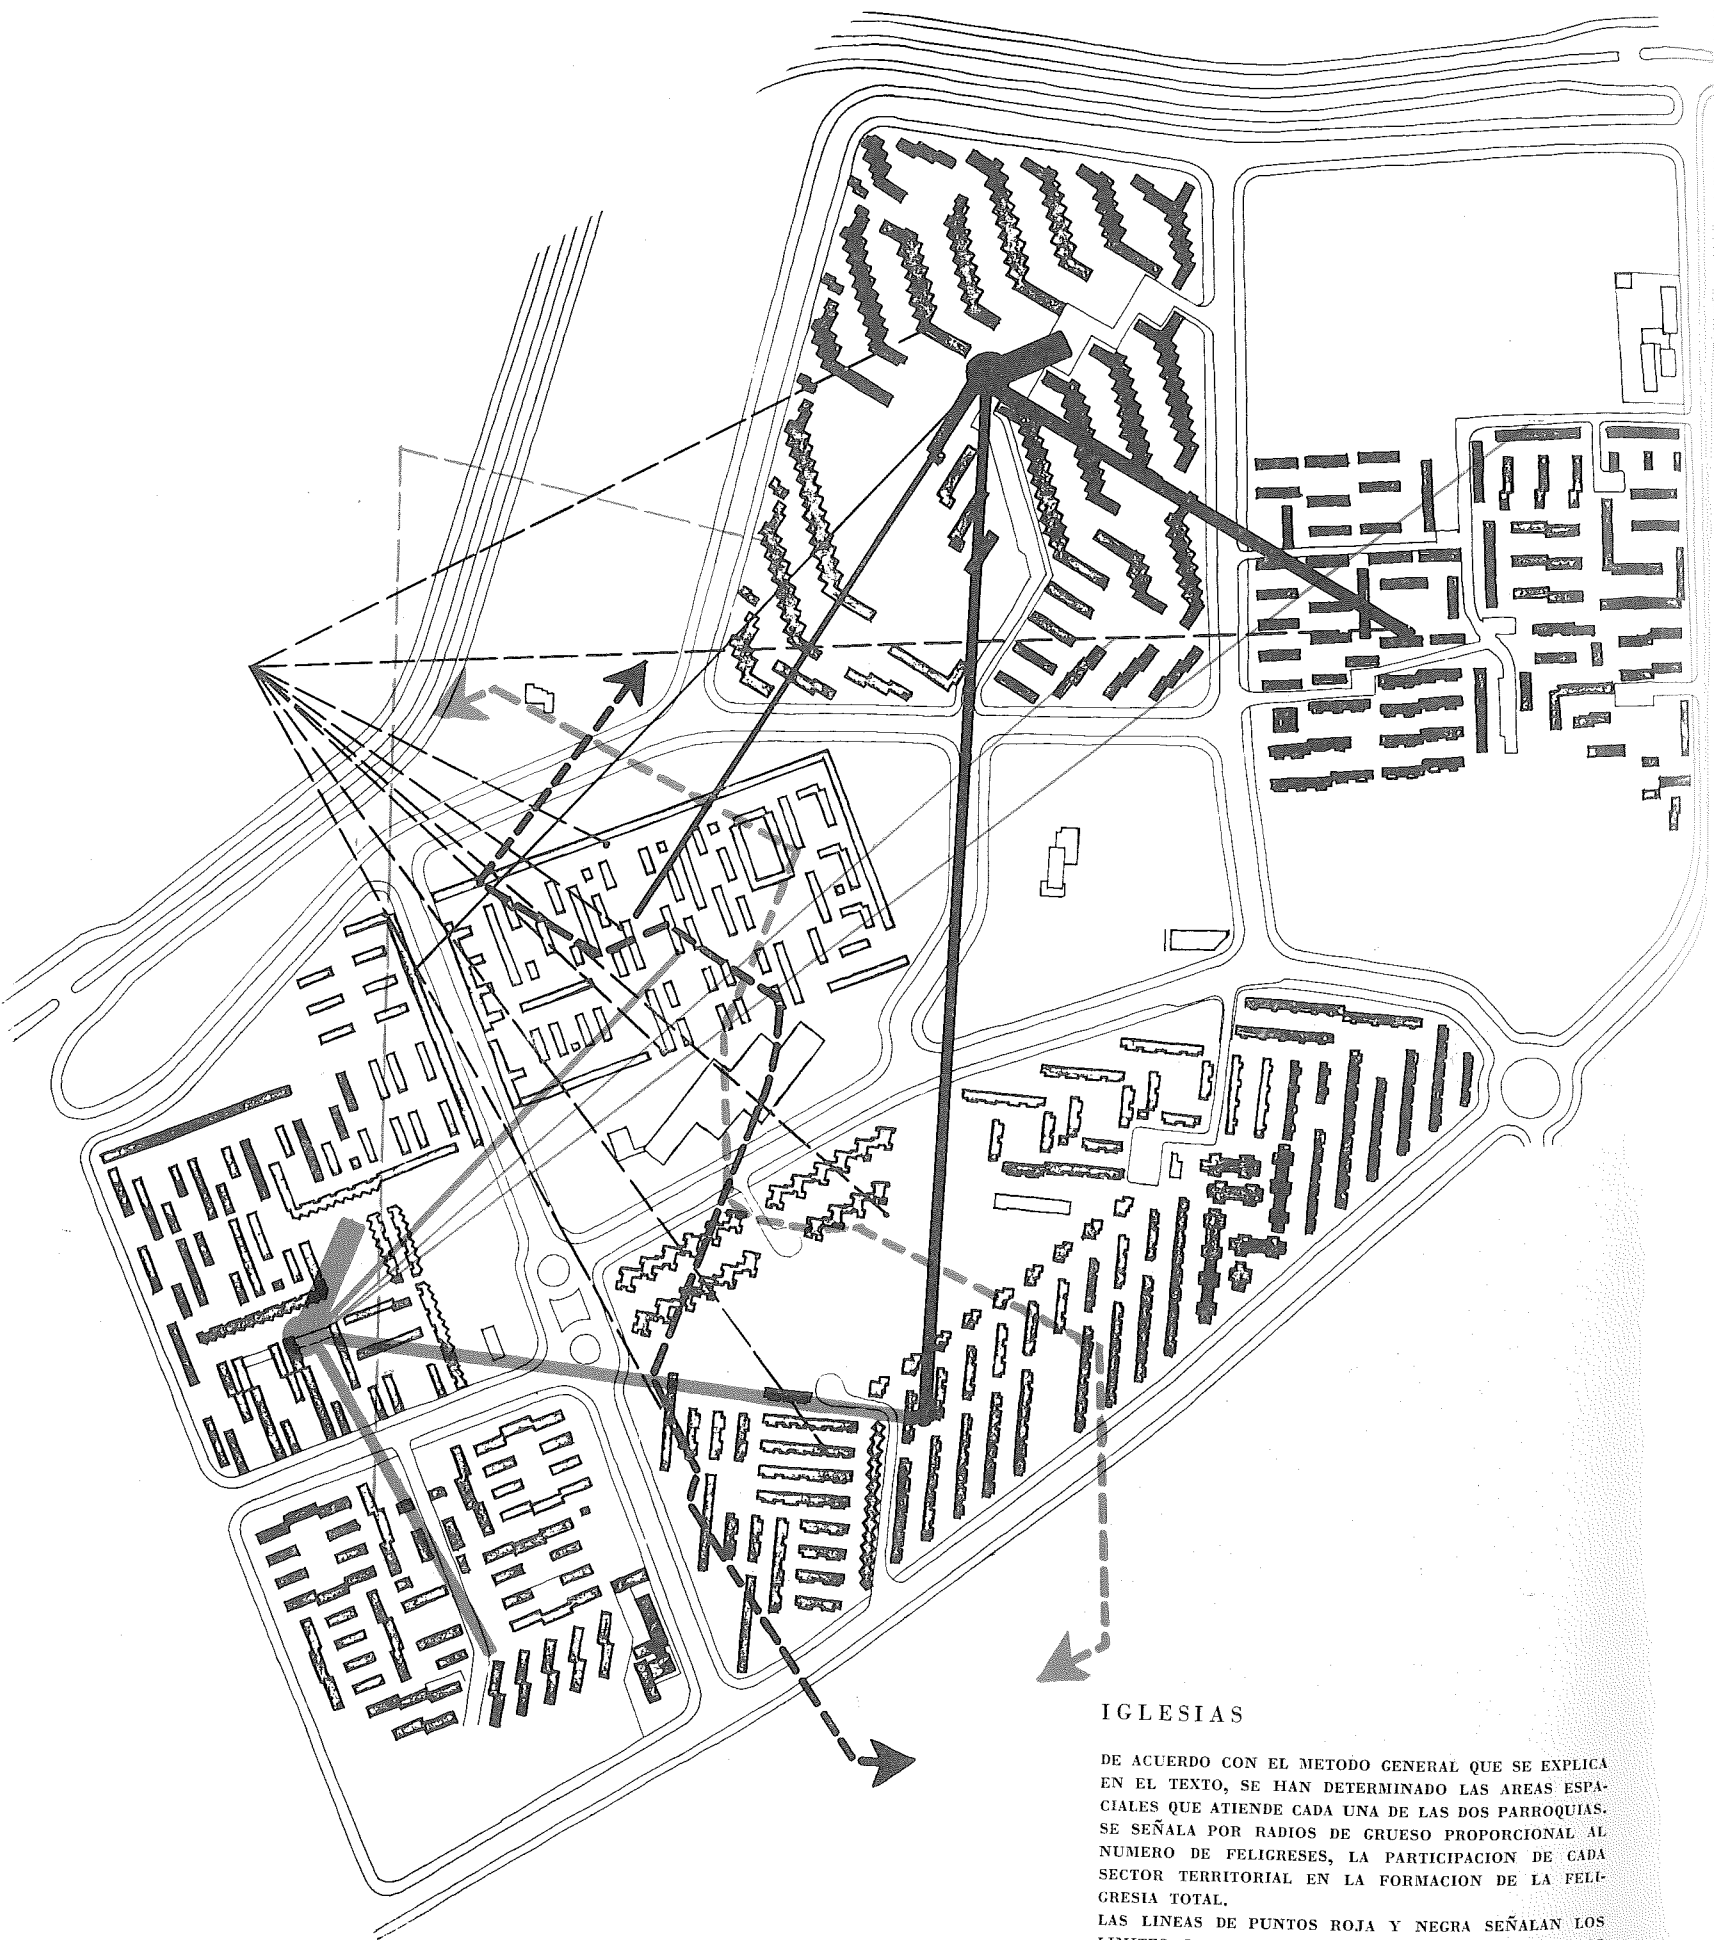 IGLESIAS
DE ACUERDO CON EL METODO GENERAL QUE SE EXPLICA
EN EL TEXTO, SE HAN DETERMINADO LAS AREAS ESPA-
CIALES QUE ATIENDE CADA UNA DE LAS DOS PARROQUIAS.
SE SEÑALA POR RADIOS DE GRUESO PROPORCIONAL AL
NUMERO DE FELIGRESES, LA PARTICIPACION DE CADA
SECTOR TERRITORIAL EN LA FORMACION DE LA FELI-
GRESIA TOTAL.
LAS LINEAS DE PUNTOS ROJA Y NEGRA SEÑALAN LOS